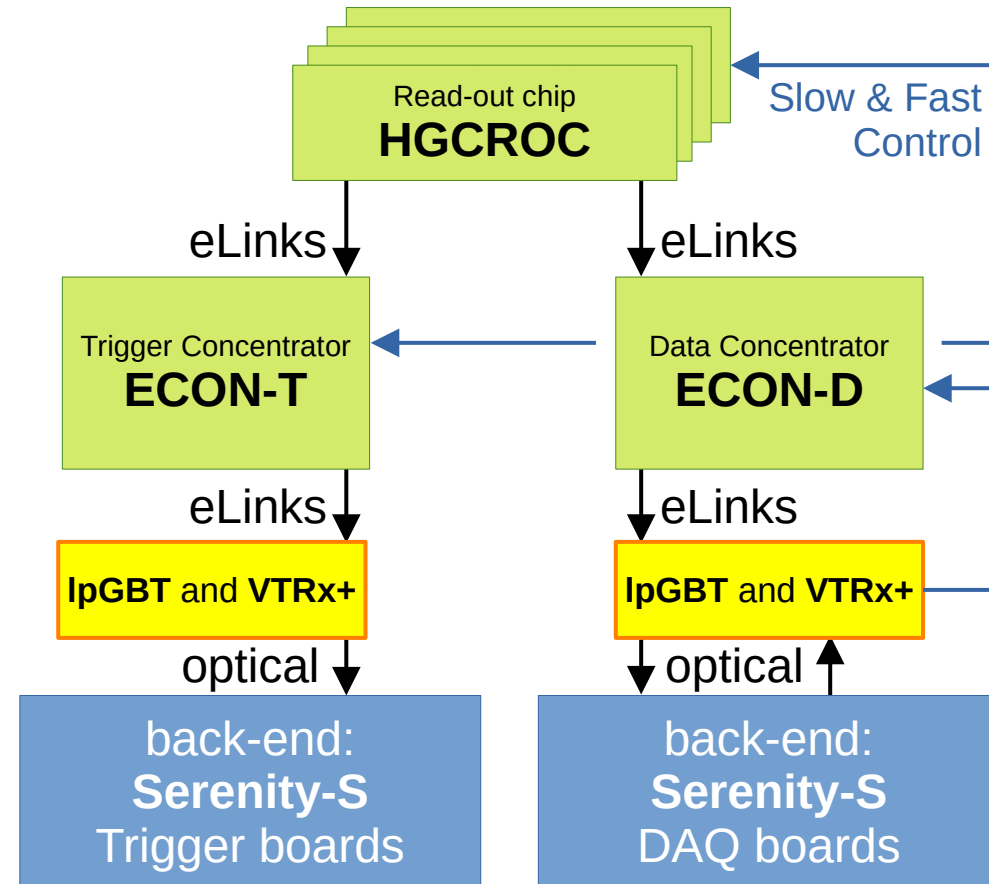 Read-out chip
HGCROC
Slow & Fast
Control
eLinks
eLinks
Trigger Concentrator
ECON-T
Data Concentrator
ECON-D
eLinks
eLinks
lpGBT and VTRx+
lpGBT and VTRx+
optical
optical
back-end:
Serenity-S
Trigger boards
back-end:
Serenity-S
DAQ boards